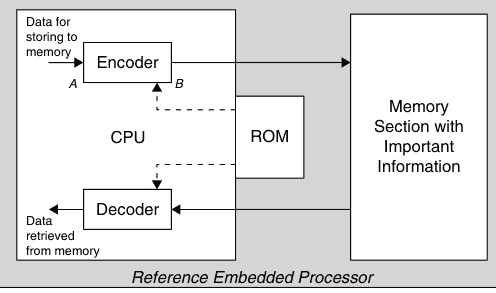 Data for
storing to
memory
Encoder
A
B
CPU
ROM
Memory
Section with
Important
Information
Decoder
Data
retrieved
from memory
Reference Embedded Processor